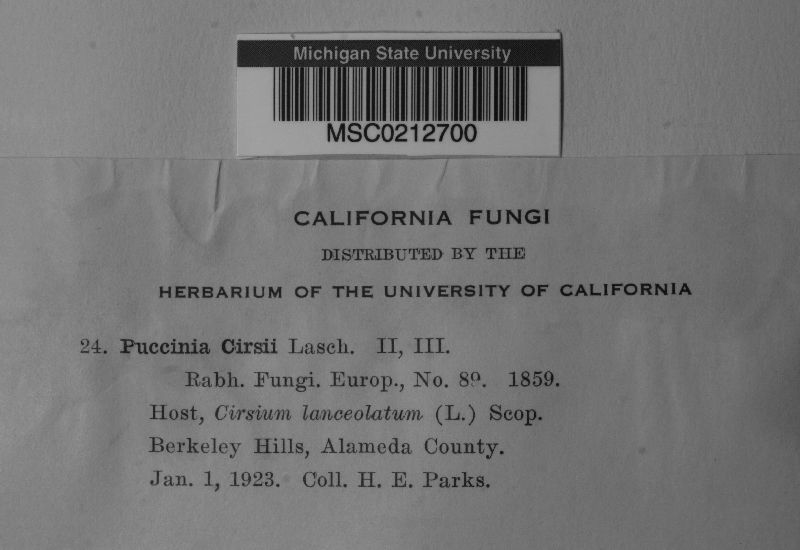 Michigan State University
MSC0212700
CALIFORNIA FUNGI
DISTRIBUTED BY THE
HERBARIUM OF THE UNIVERSITY OF CALIFORNIA
24. Puccinia Cirsii Lasch. II, III.
Rabh. Fungi. Europ., No. 89. 1859.
Host, Cirsium lanceolatum (L.) Scop.
Berkeley Hills, Alameda County.
Jan. 1, 1923. Coll. H. E. Parks.